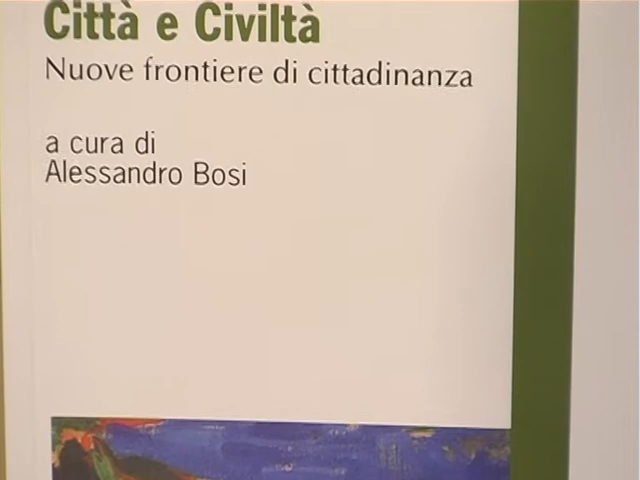 Città e Civiltà
Nuove frontiere di cittadinanza
a cura di
Alessandro Bosi